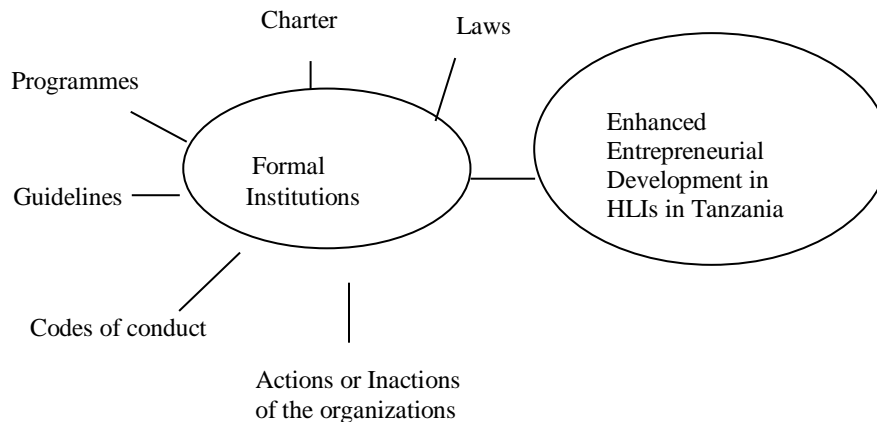 Charter
Laws
Programmes
Guidelines
Formal
Institutions
Enhanced
Entrepreneurial
Development in
HLIs in Tanzania
Codes of conduct
Actions or Inactions
of the organizations